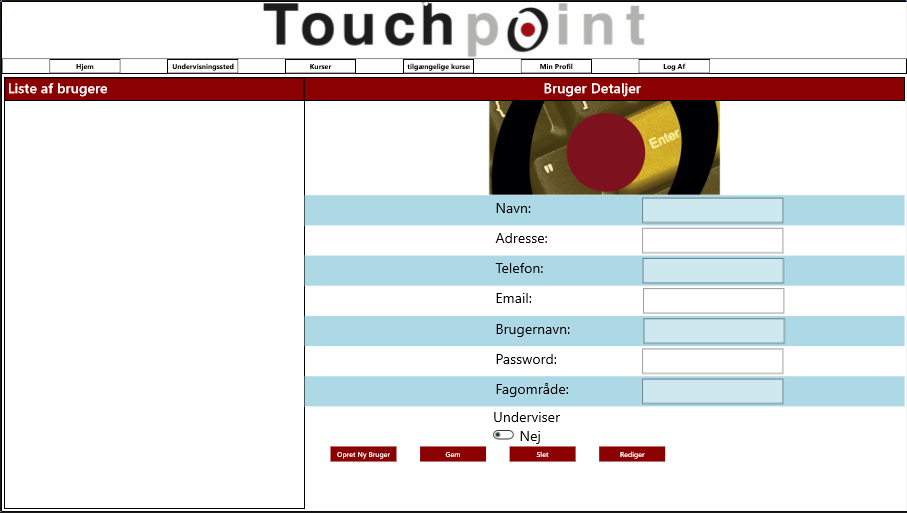 Touchpoint
Hjem Undervisningssted Kurser tilgængelige kurser Min Profil Log Af
Liste af brugere Bruger Detaljer
Enter
Navn:
Adresse:
Telefon:
Email:
Brugernavn:
Password:
Fagområde:
Underviser
Nej
Opret Ny Bruger Gem Slet Rediger